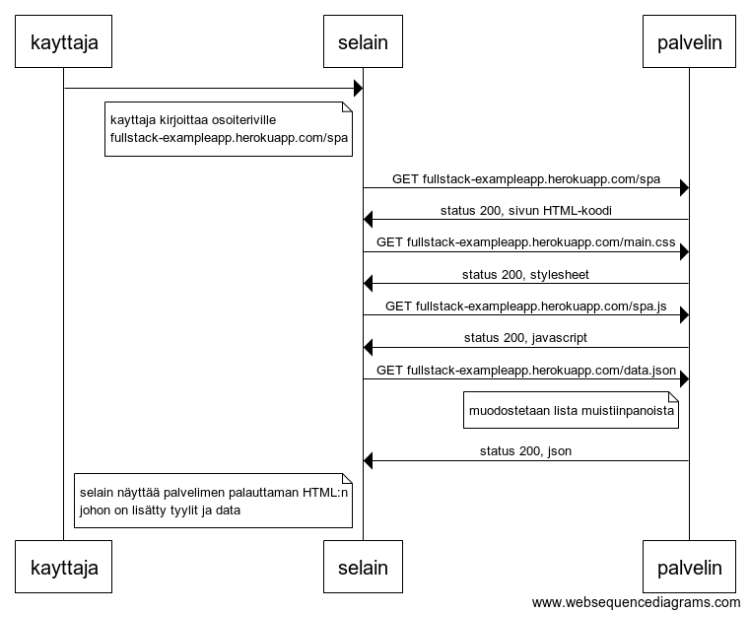 kayttaja
selain
palvelin
kayttaja kirjoittaa osoiteriville
fullstack-exampleapp.herokuapp.com/spa
GET fullstack-exampleapp.herokuapp.com/spa
status 200, sivun HTML-koodi
GET fullstack-exampleapp.herokuapp.com/main.css
status 200, stylesheet
GET fullstack-exampleapp.herokuapp.com/spa.js
status 200, javascript
GET fullstack-exampleapp.herokuapp.com/data.json
muodostetaan lista muistiinpanoista
status 200, json
selain näyttää palvelimen palauttaman HTML:n
johon on lisätty tyylit ja data
kayttaja
selain
palvelin
www.websequencediagrams.com